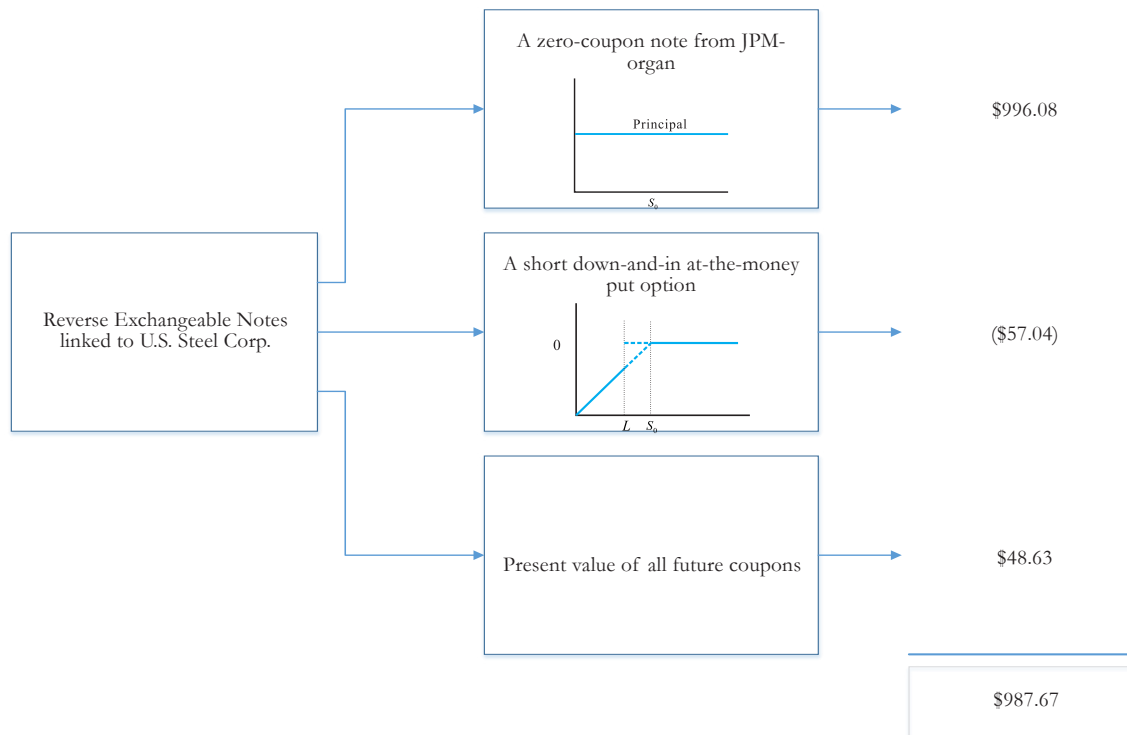 A zero-coupon note from JPM-
organ
Principal
S₀
$996.08
Reverse Exchangeable Notes
linked to U.S. Steel Corp.
A short down-and-in at-the-money
put option
0
L S₀
($57.04)
Present value of all future coupons
$48.63
$987.67